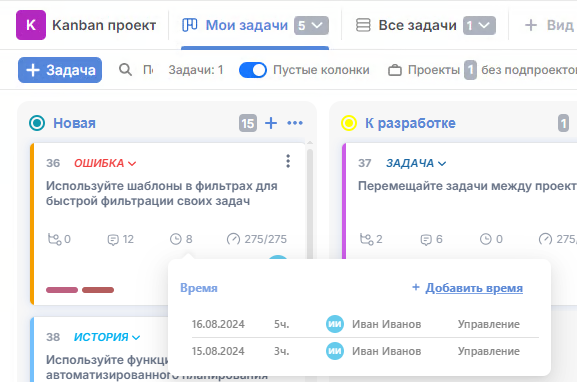 K Kanban проект Мои задачи 5 Все задачи 1 + Вид
+ Задача Задачи: 1 Пустые колонки Проекты 1 без подпроектов
Новая 15 + ••• К разработке 1
36 ОШИБКА
Используйте шаблоны в фильтрах для
быстрой фильтрации своих задач
0 12 8 275/275
37 ЗАДАЧА
Перемещайте задачи между проект
2 6 0 275/
Время + Добавить время
16.08.2024 5ч. ИИ Иван Иванов Управление
15.08.2024 3ч. ИИ Иван Иванов Управление
38 ИСТОРИЯ
Используйте функци
автоматизированного планирования